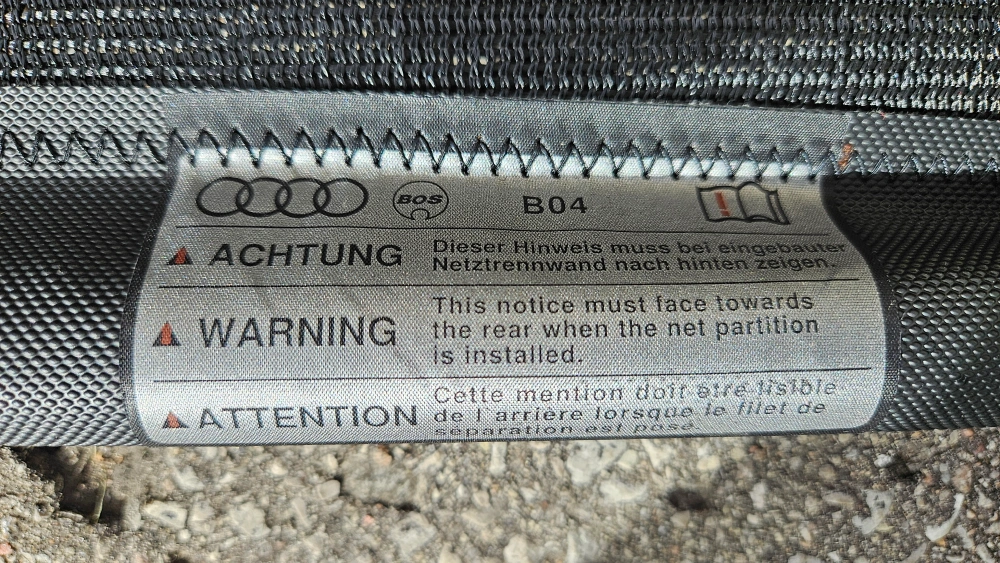 BOS B04
ACHTUNG
Dieser Hinweis muss bei eingebauter
Netztrennwand nach hinten zeigen.
WARNING
This notice must face towards
the rear when the net partition
is installed.
ATTENTION
Cette mention doit être lisible
de l'arrière lorsque le filet de
séparation est posé.